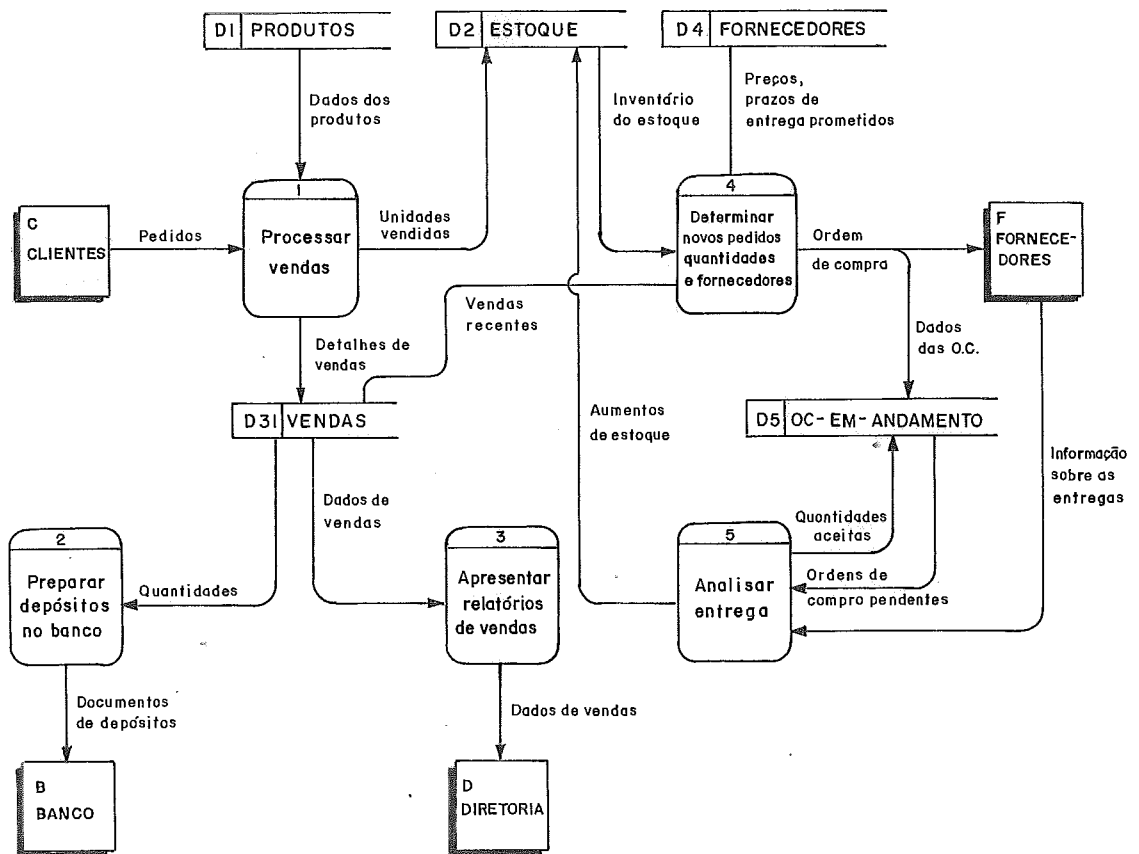 D1 PRODUTOS
D2 ESTOQUE
D4 FORNECEDORES
Dados dos
produtos
Inventário
do estoque
Preços,
prazos de
entrega prometidos
C
CLIENTES
Pedidos
1
Processar
vendas
Unidades
vendidas
4
Determinar
novos pedidos
quantidades
e fornecedores
Ordem
de compra
F
FORNECE-
DORES
Detalhes de
vendas
Vendas
recentes
Dados
das O.C.
D3I VENDAS
Aumentos
de estoque
D5 OC-EM-ANDAMENTO
Informação
sobre as
entregas
Dados de
vendas
2
Preparar
depósitos
no banco
Quantidades
3
Apresentar
relatórios
de vendas
5
Analisar
entrega
Quontidades
aceitas
Ordens de
compro pendentes
Documentos
de depósitos
Dados de vendas
B
BANCO
D
DIRETORIA